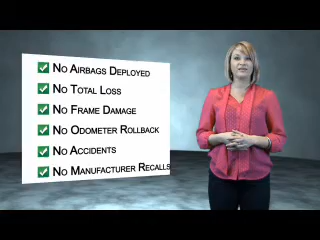 No Airbags Deployed
No Total Loss
No Frame Damage
No Odometer Rollback
No Accidents
No Manufacturer Recalls